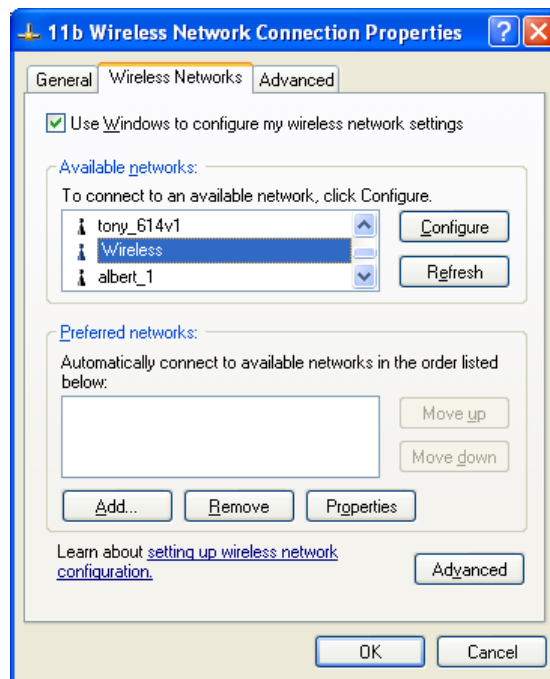 11b Wireless Network Connection Properties
General Wireless Networks Advanced
Use Windows to configure my wireless network settings
Available networks:
To connect to an available network, click Configure.
tony_614v1
Wireless
albert_1
Configure
Refresh
Preferred networks:
Automatically connect to available networks in the order listed
below:
Move up
Move down
Add... Remove Properties
Learn about setting up wireless network
configuration.
Advanced
OK Cancel